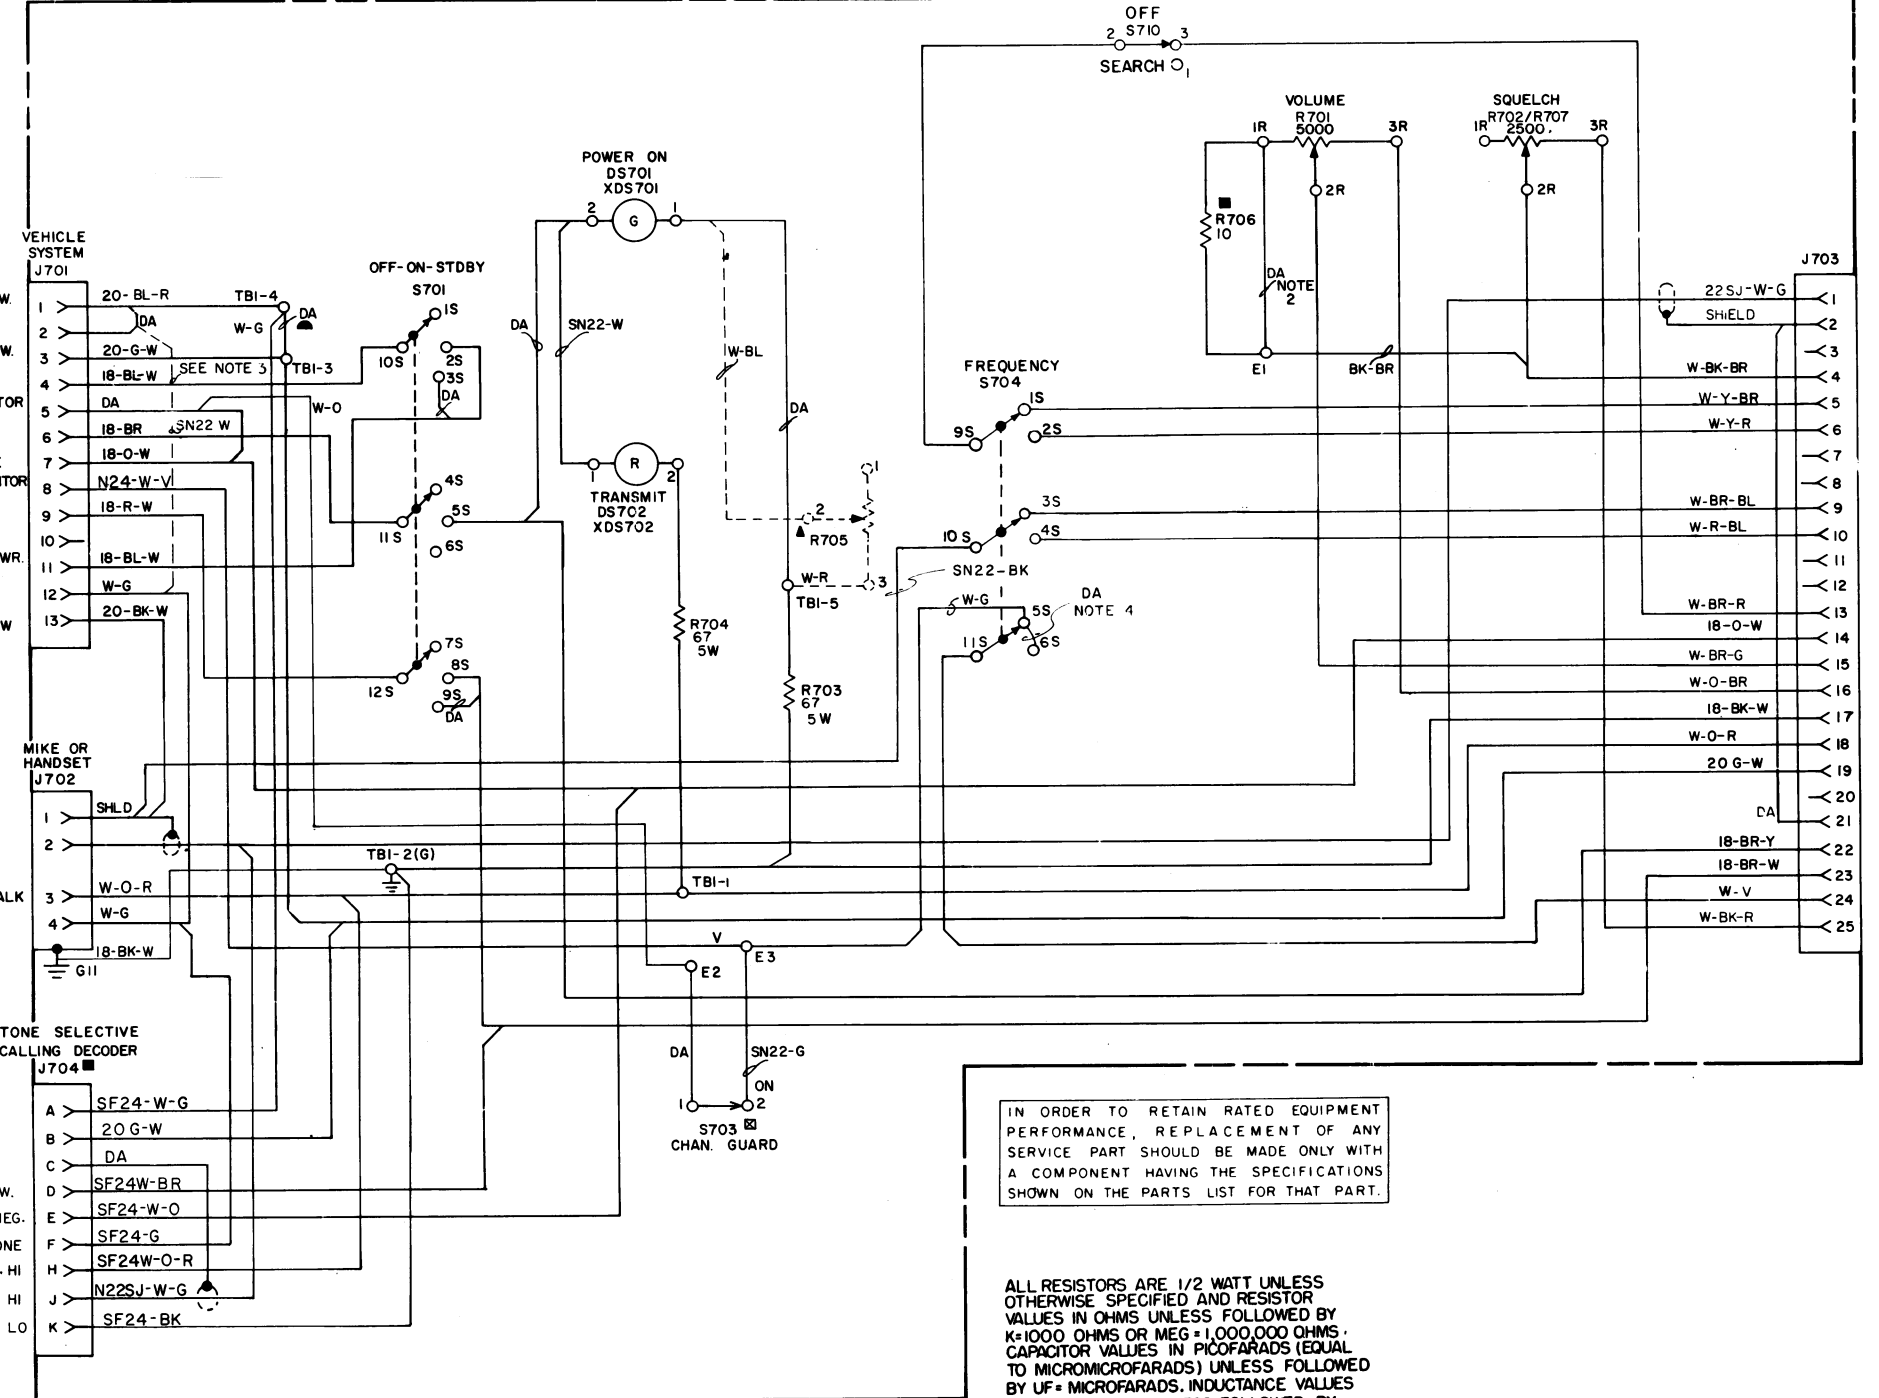 OFF
S710
2
3
SEARCH
1
VOLUME
R701
5000
1R
3R
2R
SQUELCH
R702/R707
2500.
1R
3R
2R
R706
10
DA
NOTE
2
E1
BK-BR
POWER ON
DS701
XDS701
2
G
1
DA
SN22-W
W-BL
DA
1
R
2
TRANSMIT
DS702
XDS702
1
2
R705
3
W-R
TB1-5
R704
67
5W
R703
67
5W
VEHICLE
SYSTEM
J701
W.
1
20-BL-R
TB1-4
DA
2
DA
W-G
W.
3
20-G-W
TB1-3
SEE NOTE 3
4
18-BL-W
TOR
5
DA
W-O
6
18-BR
SN22 W
7
18-O-W
ITOR
8
N24-W-V
9
18-R-W
10
WR.
11
18-BL-W
12
W-G
W
13
20-BK-W
OFF-ON-STDBY
S701
1S
10S
2S
3S
DA
4S
11S
5S
6S
7S
12S
8S
9S
DA
FREQUENCY
S704
1S
9S
2S
3S
10S
4S
SN22-BK
W-G
DA
NOTE 4
5S
11S
6S
J703
22SJ-W-G
1
SHIELD
2
3
W-BK-BR
4
W-Y-BR
5
W-Y-R
6
7
8
W-BR-BL
9
W-R-BL
10
11
12
W-BR-R
13
18-O-W
14
W-BR-G
15
W-O-BR
16
18-BK-W
17
W-O-R
18
20 G-W
19
20
DA
21
18-BR-Y
22
18-BR-W
23
W-V
24
W-BK-R
25
MIKE OR
HANDSET
J702
1
SHLD
2
TB1-2(G)
ALK
3
W-O-R
TB1-1
4
W-G
18-BK-W
G11
V
E3
E2
DA
SN22-G
ON
1
2
S703
CHAN. GUARD
TONE SELECTIVE
CALLING DECODER
J704
A
SF24-W-G
B
20G-W
C
DA
W.
D
SF24W-BR
EG.
E
SF24-W-O
ONE
F
SF24-G
HI
H
SF24W-O-R
HI
J
N22SJ-W-G
LO
K
SF24-BK
IN ORDER TO RETAIN RATED EQUIPMENT
PERFORMANCE, REPLACEMENT OF ANY
SERVICE PART SHOULD BE MADE ONLY WITH
A COMPONENT HAVING THE SPECIFICATIONS
SHOWN ON THE PARTS LIST FOR THAT PART.
ALL RESISTORS ARE 1/2 WATT UNLESS
OTHERWISE SPECIFIED AND RESISTOR
VALUES IN OHMS UNLESS FOLLOWED BY
K=1000 OHMS OR MEG=1,000,000 OHMS.
CAPACITOR VALUES IN PICOFARADS (EQUAL
TO MICROMICROFARADS) UNLESS FOLLOWED
BY UF= MICROFARADS. INDUCTANCE VALUES